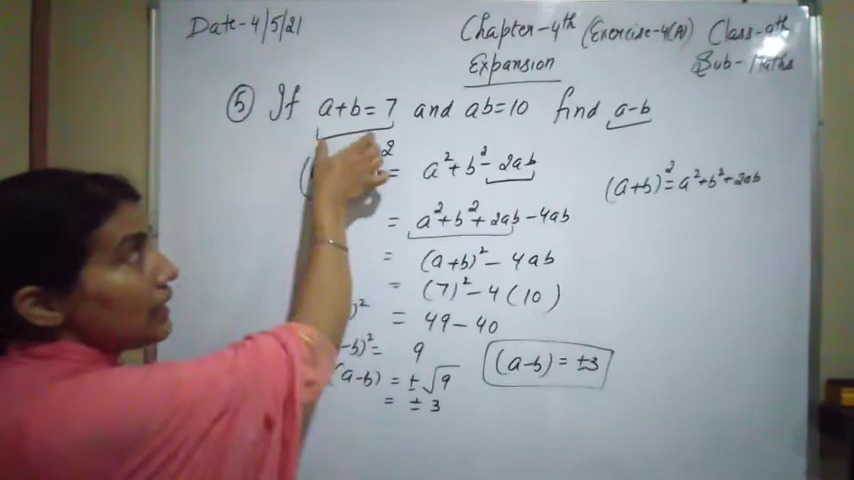 Date-4/5/21
Chapter-4th (Exercise-4(A)) Class-9th
Expansion Sub-Maths
⑤ If a+b=7 and ab=10 find a-b
( 2 = a²+b²-2ab
(a+b)²=a²+b²+2ab
= a²+b²+2ab-4ab
= (a+b)²-4ab
= (7)²-4(10)
)² = 49-40
-b)²= 9
(a-b) = ±√9
(a-b) = ±3
= ±3